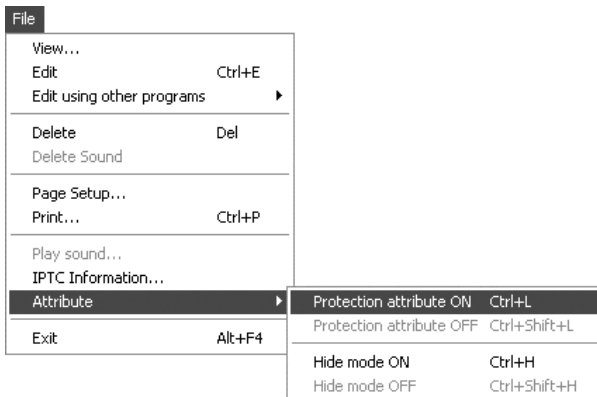 File
View...
Edit Ctrl+E
Edit using other programs
Delete Del
Delete Sound
Page Setup...
Print... Ctrl+P
Play sound...
IPTC Information...
Attribute
Exit Alt+F4
Protection attribute ON Ctrl+L
Protection attribute OFF Ctrl+Shift+L
Hide mode ON Ctrl+H
Hide mode OFF Ctrl+Shift+H